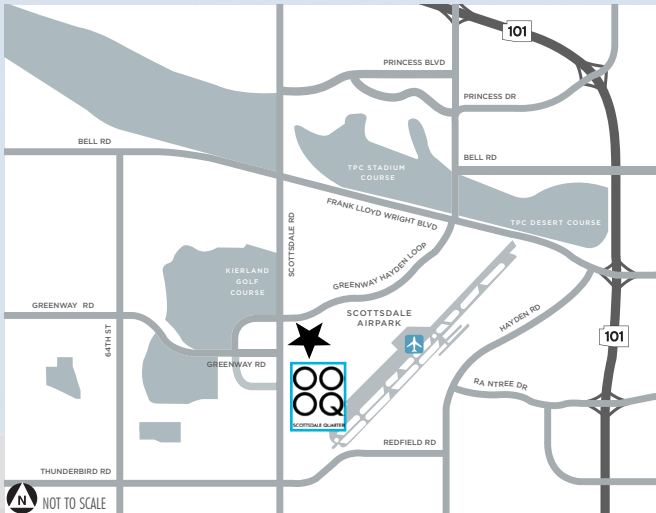 101
PRINCESS BLVD
PRINCESS DR
BELL RD
BELL RD
TPC STADIUM
COURSE
FRANK LLOYD WRIGHT BLVD
TPC DESERT COURSE
SCOTTSDALE RD
KIERLAND
GOLF
COURSE
GREENWAY HAYDEN LOOP
GREENWAY RD
SCOTTSDALE
AIRPARK
HAYDEN RD
64TH ST
101
GREENWAY RD
RA NTREE DR
SCOTTSDALE QUARTER
REDFIELD RD
THUNDERBIRD RD
N
NOT TO SCALE